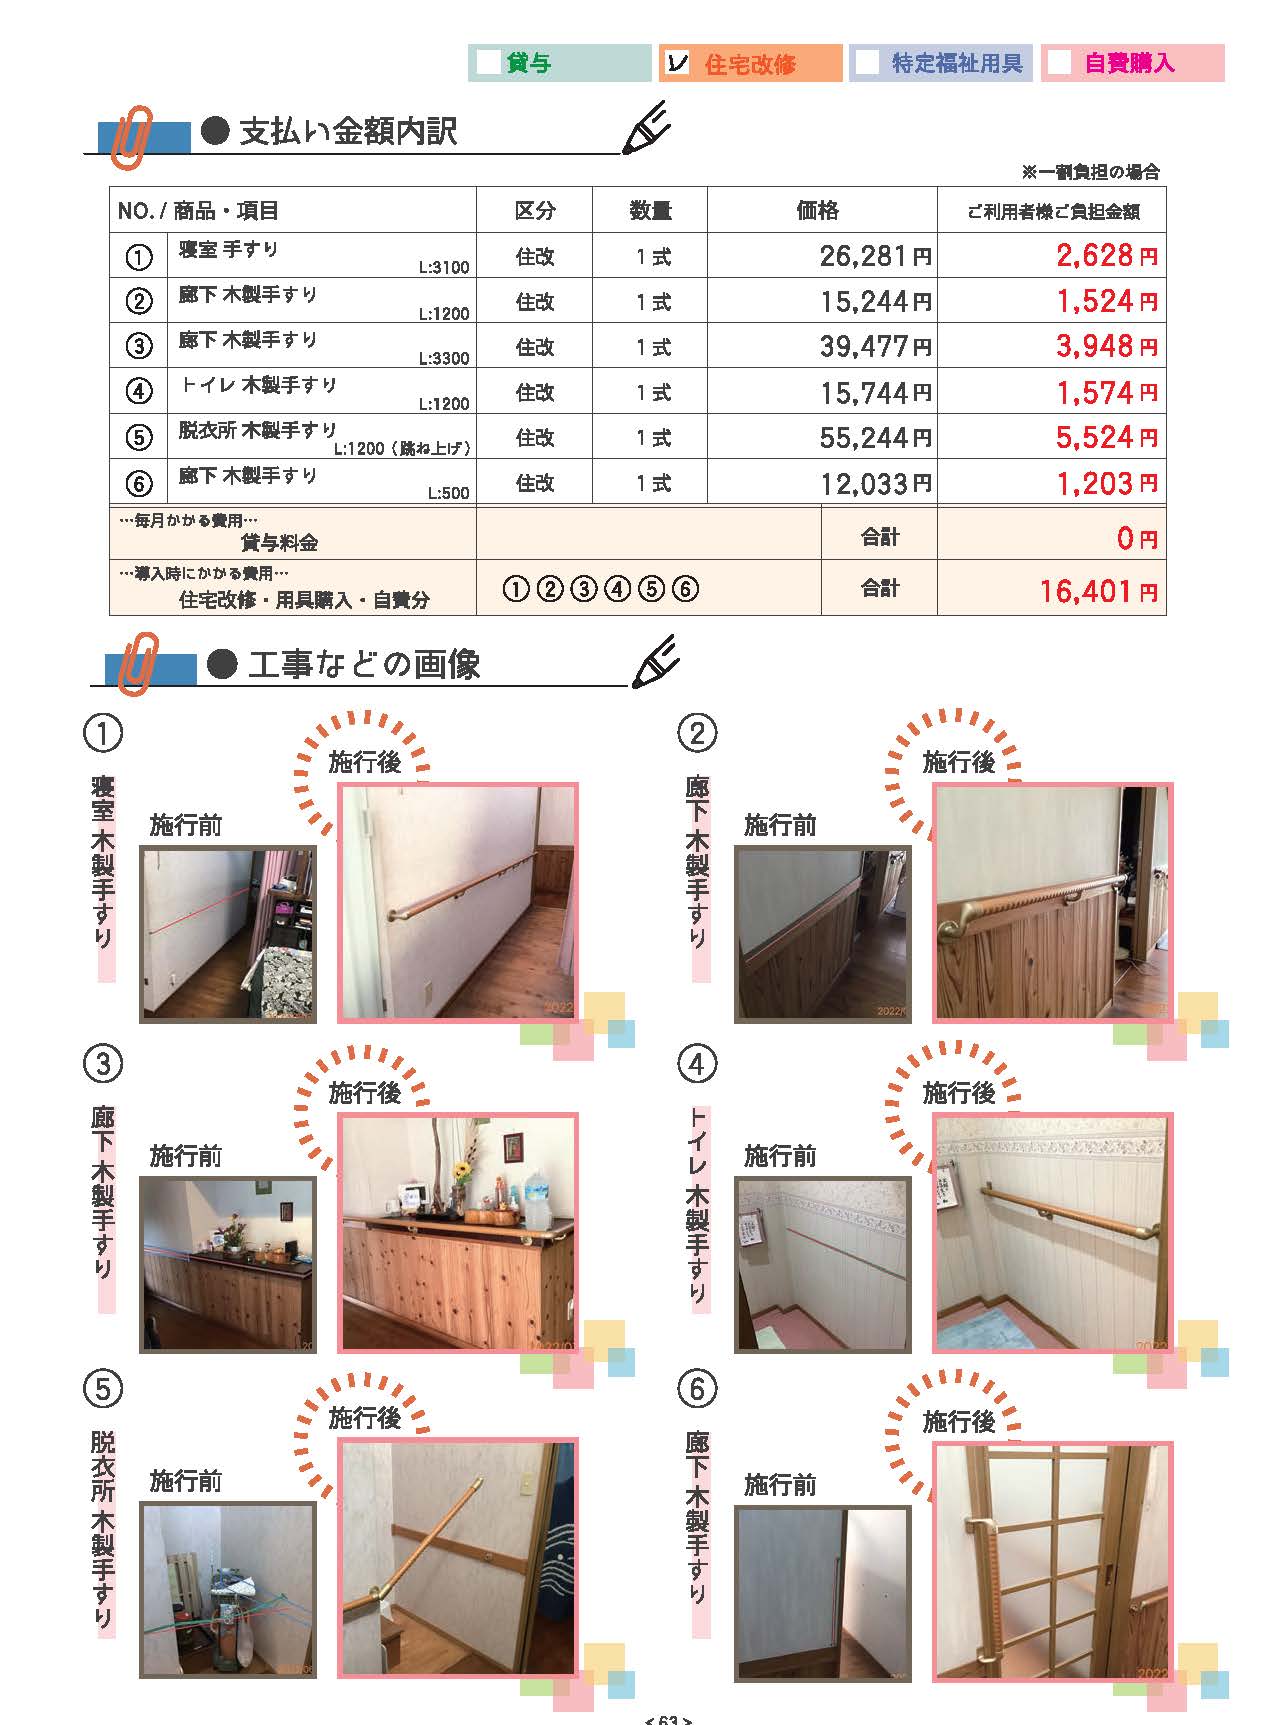 貸与
レ 住宅改修
特定福祉用具
自費購入
● 支払い金額内訳
※一割負担の場合
NO. / 商品・項目 区分 数量 価格 ご利用者様ご負担金額
① 寝室 手すり L:3100 住改 1 式 26,281円 2,628円
② 廊下 木製手すり L:1200 住改 1 式 15,244円 1,524円
③ 廊下 木製手すり L:3300 住改 1 式 39,477円 3,948円
④ トイレ 木製手すり L:1200 住改 1 式 15,744円 1,574円
⑤ 脱衣所 木製手すり L:1200（跳ね上げ） 住改 1 式 55,244円 5,524円
⑥ 廊下 木製手すり L:500 住改 1 式 12,033円 1,203円
…毎月かかる費用…
貸与料金 合計 0円
…導入時にかかる費用…
住宅改修・用具購入・自費分 ①②③④⑤⑥ 合計 16,401円
● 工事などの画像
①
寝室 木製手すり
施行前
施行後
2022
②
廊下 木製手すり
施行前
2022/
施行後
③
廊下 木製手すり
施行前
施行後
④
トイレ 木製手すり
施行前
施行後
2022
⑤
脱衣所 木製手すり
施行前
施行後
⑥
廊下 木製手すり
施行前
施行後
2022
< 63 >